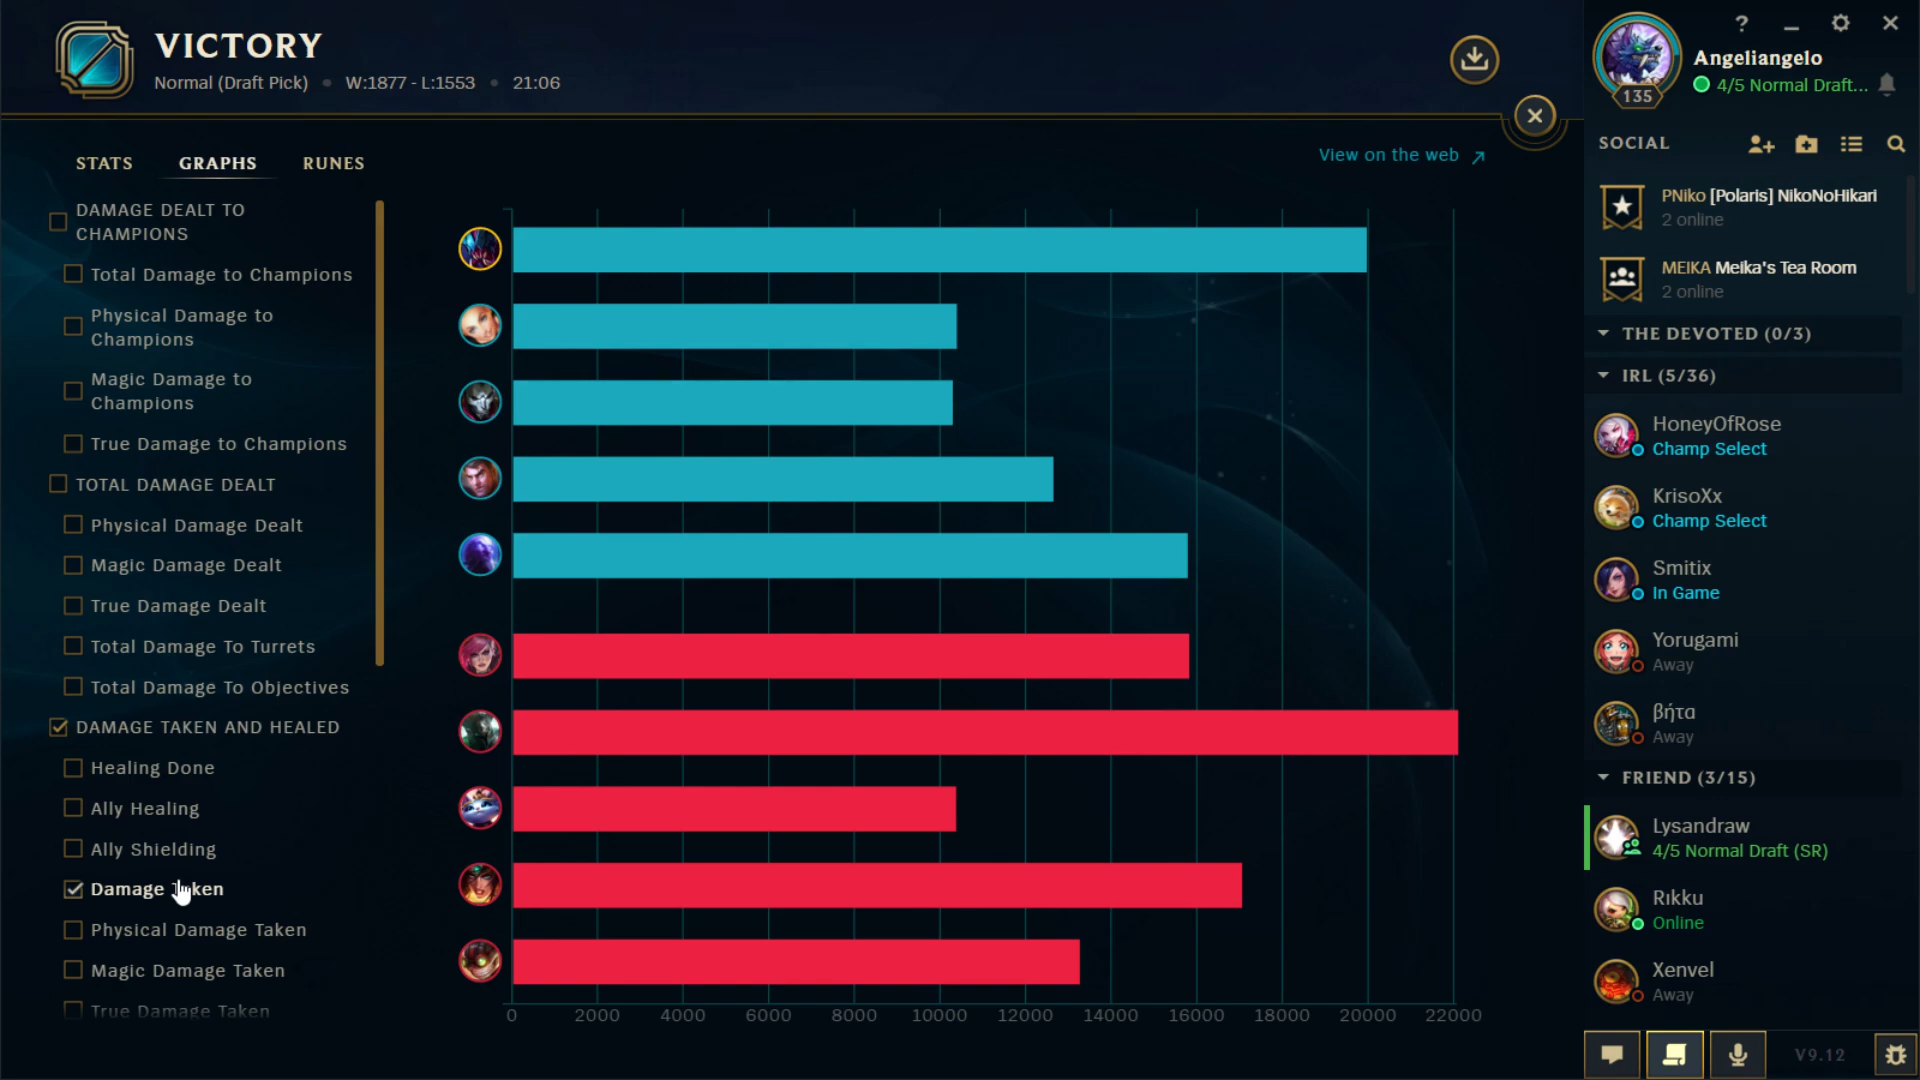 VICTORY
Normal (Draft Pick) • W:1877 - L:1553 • 21:06
STATS GRAPHS RUNES
View on the web
DAMAGE DEALT TO
CHAMPIONS
Total Damage to Champions
Physical Damage to
Champions
Magic Damage to
Champions
True Damage to Champions
TOTAL DAMAGE DEALT
Physical Damage Dealt
Magic Damage Dealt
True Damage Dealt
Total Damage To Turrets
Total Damage To Objectives
DAMAGE TAKEN AND HEALED
Healing Done
Ally Healing
Ally Shielding
Damage Taken
Physical Damage Taken
Magic Damage Taken
True Damage Taken
0 2000 4000 6000 8000 10000 12000 14000 16000 18000 20000 22000
?
Angeliangelo
135
4/5 Normal Draft...
SOCIAL
PNiko [Polaris] NikoNoHikari
2 online
MEIKA Meika's Tea Room
2 online
THE DEVOTED (0/3)
IRL (5/36)
HoneyOfRose
Champ Select
KrisoXx
Champ Select
Smitix
In Game
Yorugami
Away
βήτα
Away
FRIEND (3/15)
Lysandraw
4/5 Normal Draft (SR)
Rıkku
Online
Xenvel
Away
V9.12